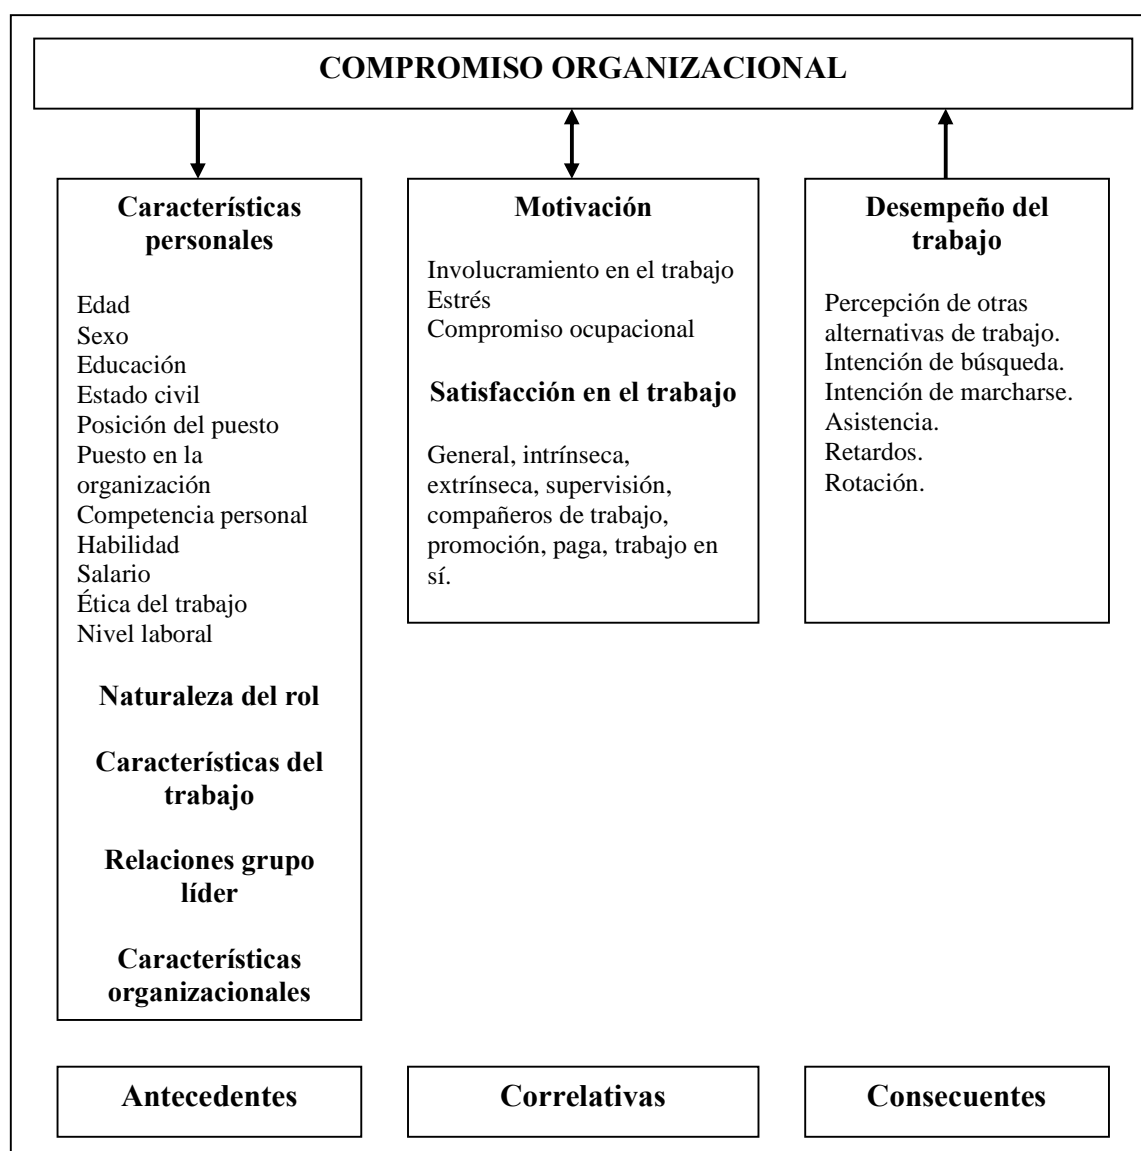 COMPROMISO ORGANIZACIONAL
Características
personales
Edad
Sexo
Educación
Estado civil
Posición del puesto
Puesto en la
organización
Competencia personal
Habilidad
Salario
Ética del trabajo
Nivel laboral
Naturaleza del rol
Características del
trabajo
Relaciones grupo
líder
Características
organizacionales
Motivación
Involucramiento en el trabajo
Estrés
Compromiso ocupacional
Satisfacción en el trabajo
General, intrínseca,
extrínseca, supervisión,
compañeros de trabajo,
promoción, paga, trabajo en
sí.
Desempeño del
trabajo
Percepción de otras
alternativas de trabajo.
Intención de búsqueda.
Intención de marcharse.
Asistencia.
Retardos.
Rotación.
Antecedentes
Correlativas
Consecuentes